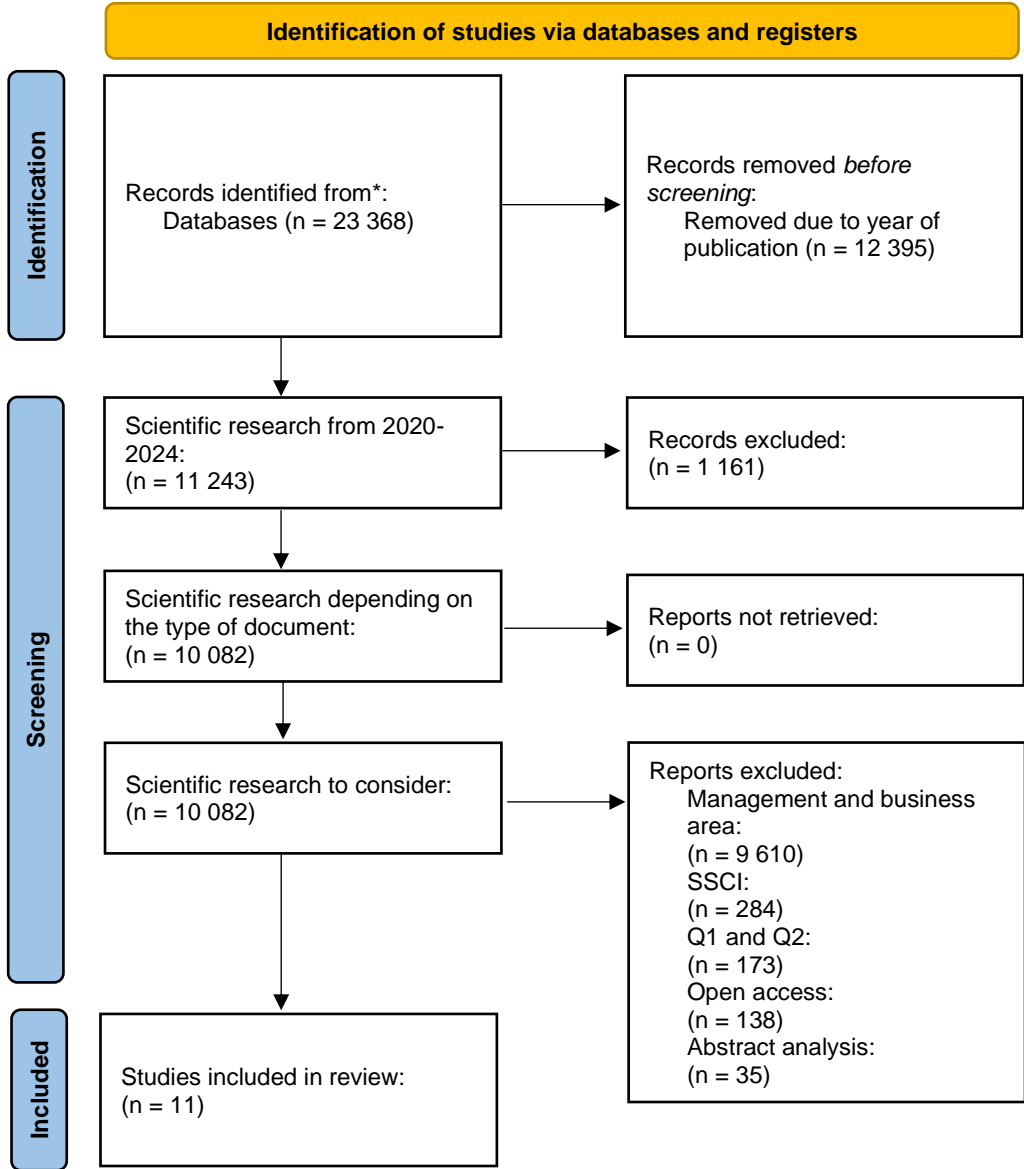 Identification of studies via databases and registers
Identification
Records identified from*:
Databases (n = 23 368)
Records removed before
screening:
Removed due to year of
publication (n = 12 395)
Screening
Scientific research from 2020-
2024:
(n = 11 243)
Records excluded:
(n = 1 161)
Scientific research depending on
the type of document:
(n = 10 082)
Reports not retrieved:
(n = 0)
Scientific research to consider:
(n = 10 082)
Reports excluded:
Management and business
area:
(n = 9 610)
SSCI:
(n = 284)
Q1 and Q2:
(n = 173)
Open access:
(n = 138)
Abstract analysis:
(n = 35)
Included
Studies included in review:
(n = 11)